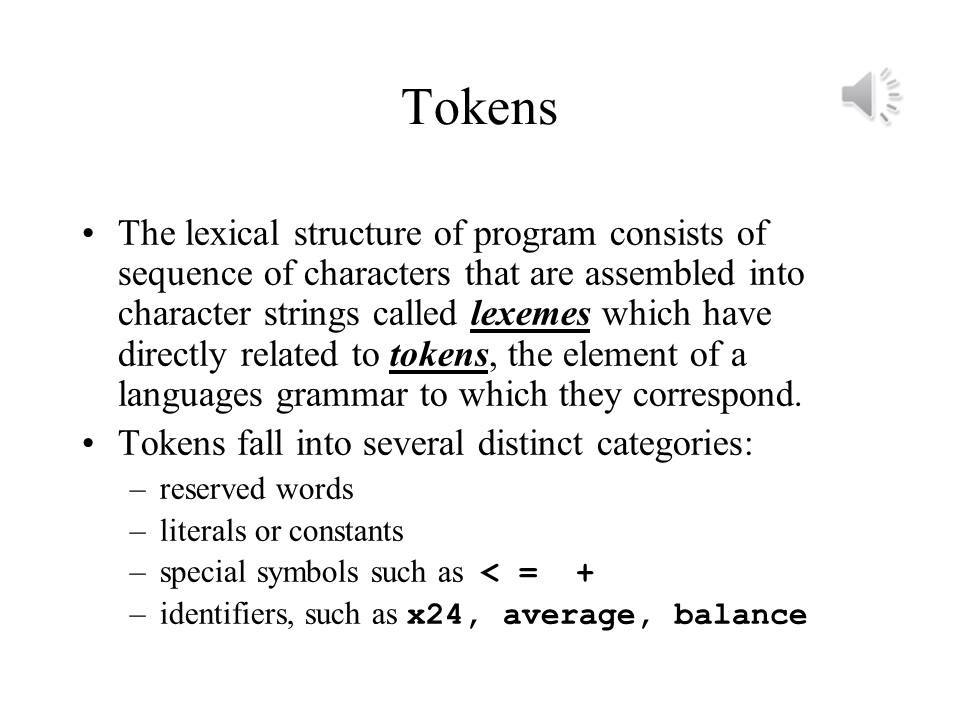 Tokens
• The lexical structure of program consists of
sequence of characters that are assembled into
character strings called lexemes which have
directly related to tokens, the element of a
languages grammar to which they correspond.
• Tokens fall into several distinct categories:
– reserved words
– literals or constants
– special symbols such as < = +
– identifiers, such as x24, average, balance